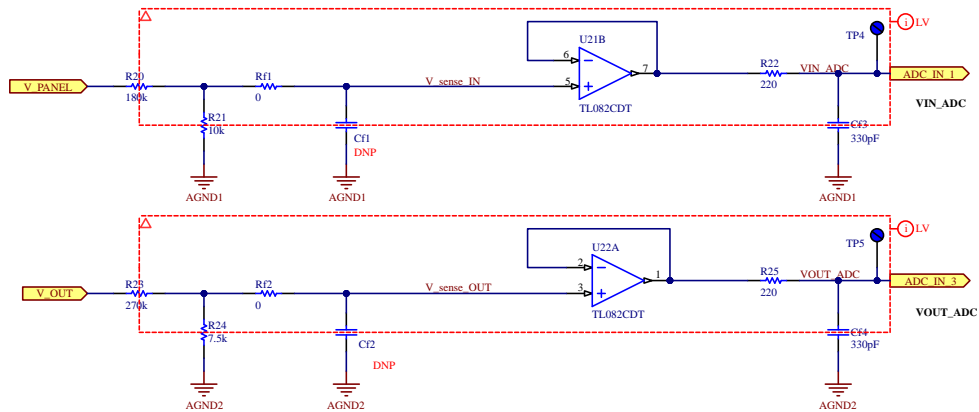 i LV
TP4
U21B
V_PANEL
R20
180k
Rf1
0
V_sense_IN
6
5
7
TL082CDT
R22
220
VIN_ADC
ADC_IN_1
VIN_ADC
R21
10k
Cf1
DNP
Cf3
330pF
AGND1
AGND1
AGND1
i LV
TP5
U22A
V_OUT
R23
270k
Rf2
0
V_sense_OUT
2
3
1
TL082CDT
R25
220
VOUT_ADC
ADC_IN_3
VOUT_ADC
R24
7.5k
Cf2
DNP
Cf4
330pF
AGND2
AGND2
AGND2